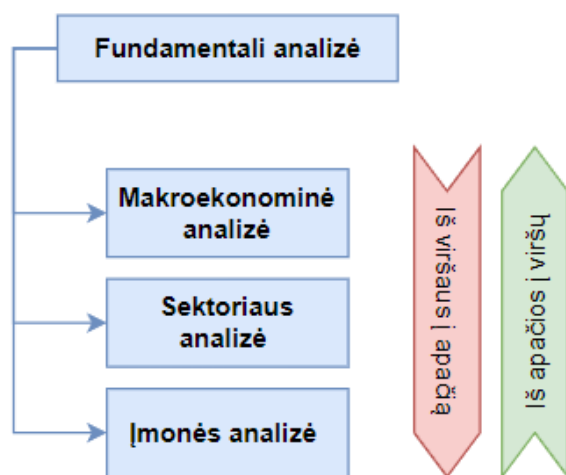 Fundamentali analizė
Makroekonominė
analizė
Sektoriaus
analizė
Įmonės analizė
Iš viršaus į apačią
Iš apačios į viršų